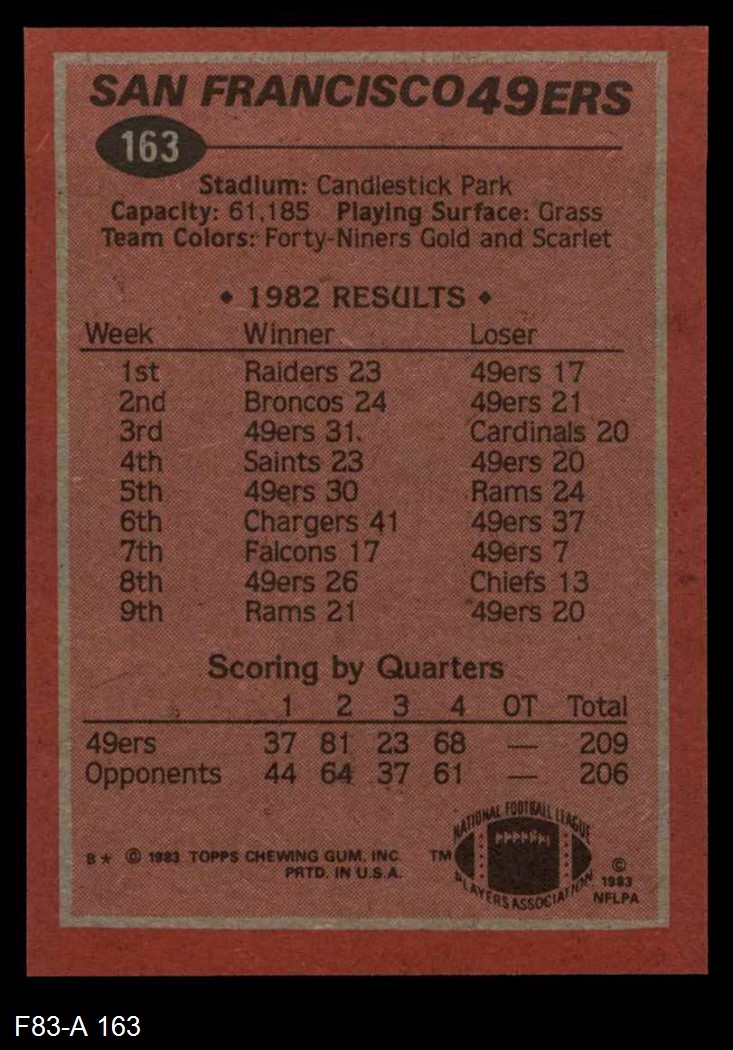 SAN FRANCISCO 49ERS
163
Stadium: Candlestick Park
Capacity: 61,185 Playing Surface: Grass
Team Colors: Forty-Niners Gold and Scarlet
• 1982 RESULTS •
Week Winner Loser
1st Raiders 23 49ers 17
2nd Broncos 24 49ers 21
3rd 49ers 31. Cardinals 20
4th Saints 23 49ers 20
5th 49ers 30 Rams 24
6th Chargers 41 49ers 37
7th Falcons 17 49ers 7
8th 49ers 26 Chiefs 13
9th Rams 21 49ers 20
Scoring by Quarters
1 2 3 4 OT Total
49ers 37 81 23 68 — 209
Opponents 44 64 37 61 — 206
NATIONAL FOOTBALL LEAGUE
PLAYERS ASSOCIATION
B* © 1983 TOPPS CHEWING GUM, INC. TM
PRTD. IN U.S.A.
©
1983
NFLPA
F83-A 163